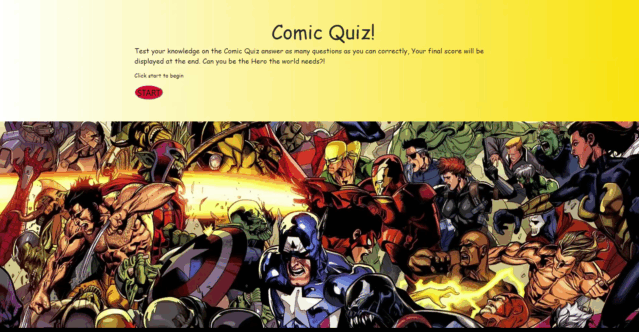 Comic Quiz!
Test your knowledge on the Comic Quiz answer as many questions as you can correctly, Your final score will be
displayed at the end. Can you be the Hero the world needs?!
Click start to begin
START